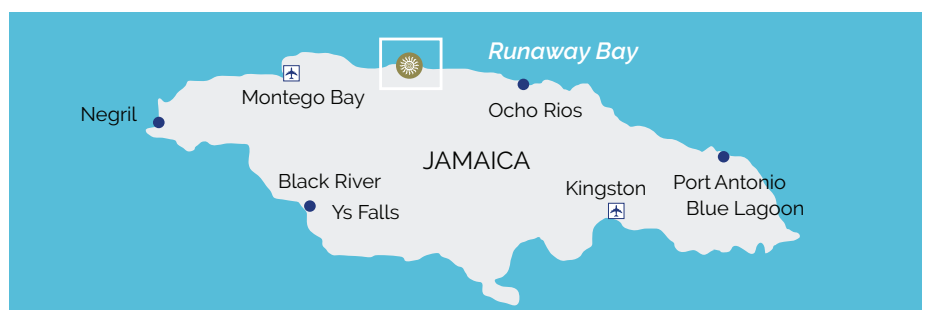 Runaway Bay
Montego Bay
Ocho Rios
Negril
JAMAICA
Black River
Kingston
Port Antonio
Ys Falls
Blue Lagoon